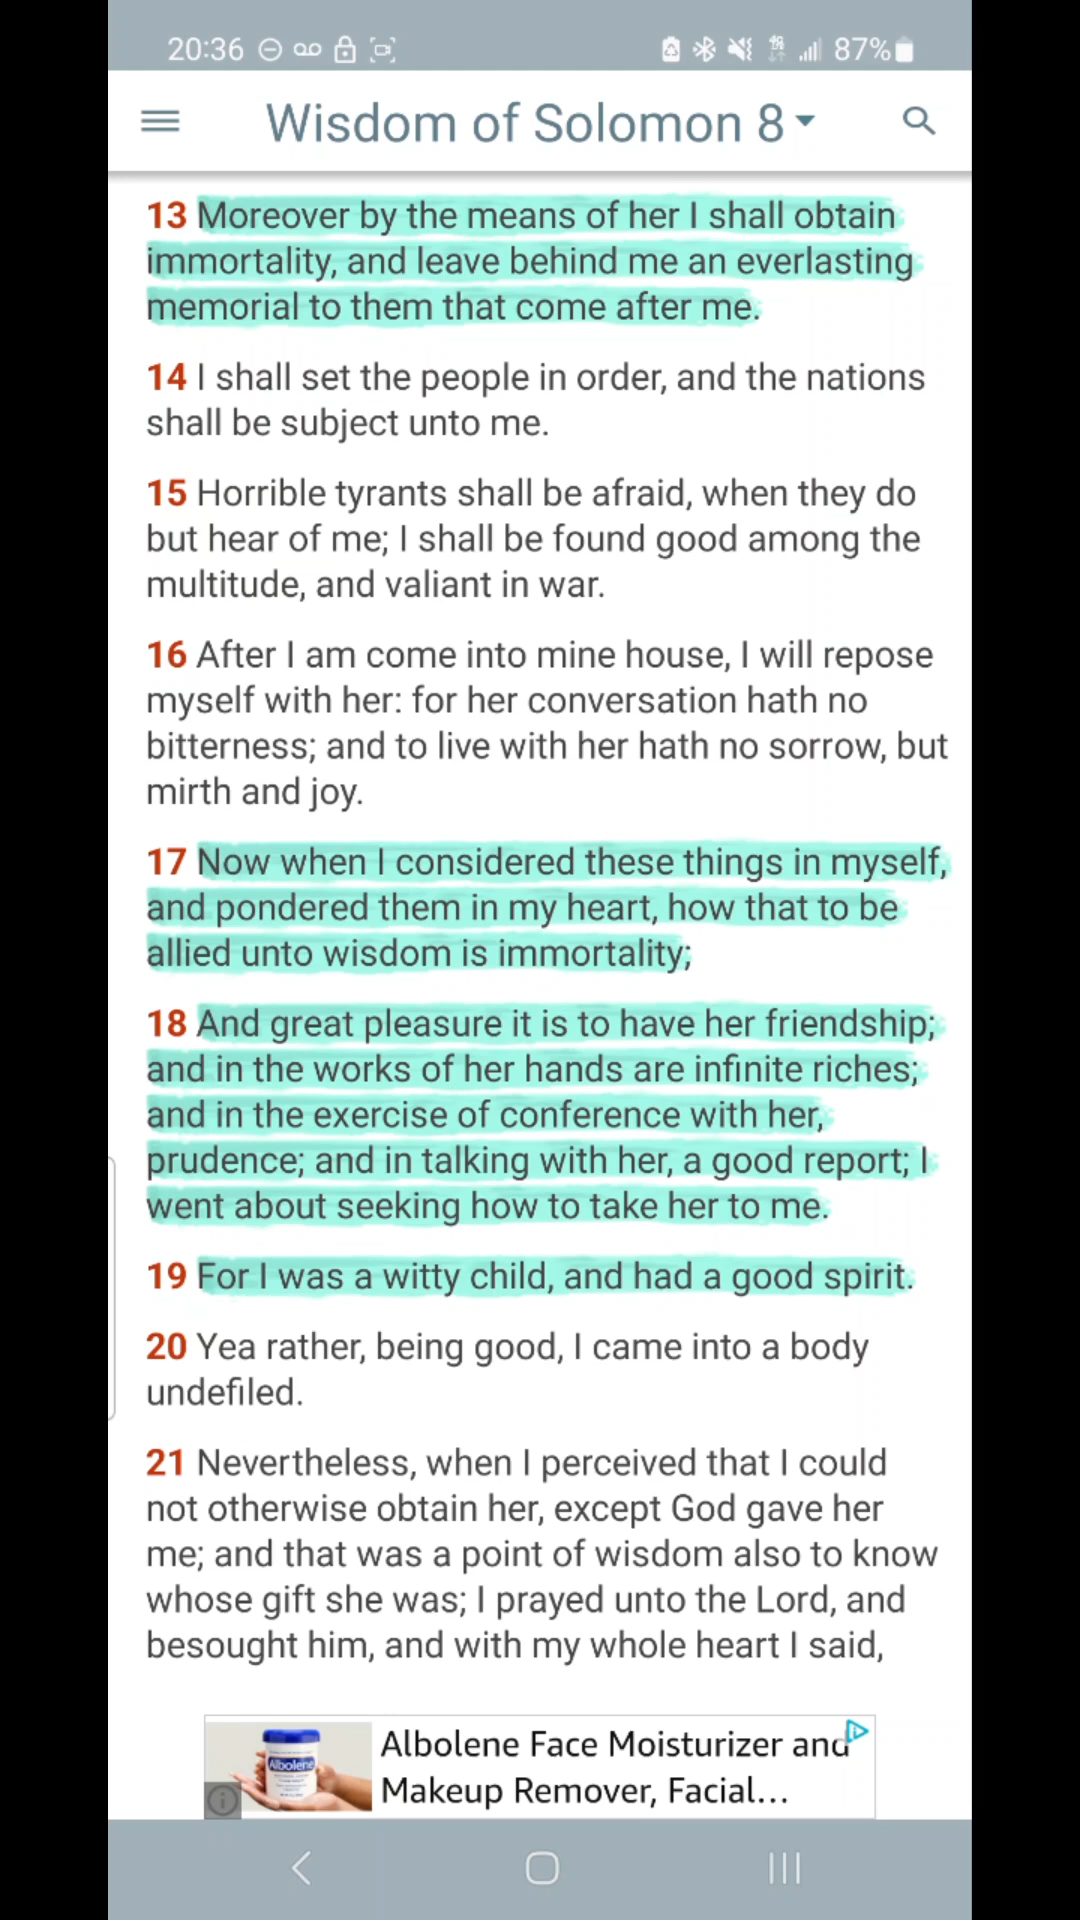 20:36
87%
Wisdom of Solomon 8
13 Moreover by the means of her I shall obtain
immortality, and leave behind me an everlasting
memorial to them that come after me.
14 I shall set the people in order, and the nations
shall be subject unto me.
15 Horrible tyrants shall be afraid, when they do
but hear of me; I shall be found good among the
multitude, and valiant in war.
16 After I am come into mine house, I will repose
myself with her: for her conversation hath no
bitterness; and to live with her hath no sorrow, but
mirth and joy.
17 Now when I considered these things in myself,
and pondered them in my heart, how that to be
allied unto wisdom is immortality;
18 And great pleasure it is to have her friendship;
and in the works of her hands are infinite riches;
and in the exercise of conference with her,
prudence; and in talking with her, a good report; I
went about seeking how to take her to me.
19 For I was a witty child, and had a good spirit.
20 Yea rather, being good, I came into a body
undefiled.
21 Nevertheless, when I perceived that I could
not otherwise obtain her, except God gave her
me; and that was a point of wisdom also to know
whose gift she was; I prayed unto the Lord, and
besought him, and with my whole heart I said,
Albolene
Albolene Face Moisturizer and
Makeup Remover, Facial...